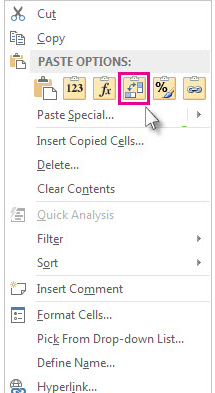 Cut
Copy
PASTE OPTIONS:
123 fx %
Paste Special...
Insert Copied Cells...
Delete...
Clear Contents
Quick Analysis
Filter
Sort
Insert Comment
Format Cells...
Pick From Drop-down List...
Define Name...
Hyperlink...